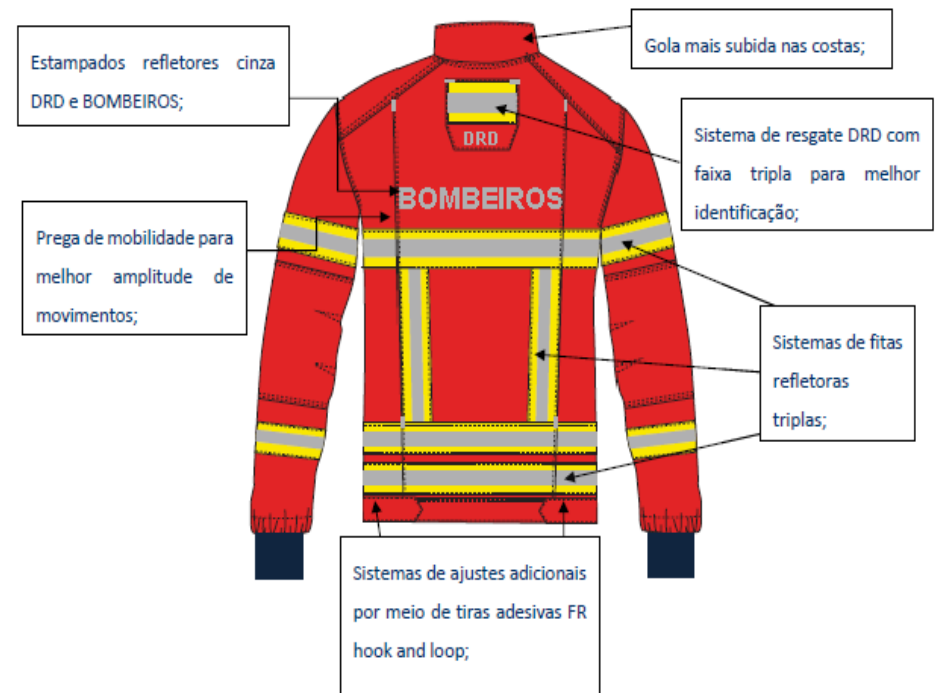 Estampados refletores cinza
DRD e BOMBEIROS;
Gola mais subida nas costas;
DRD
Sistema de resgate DRD com
faixa tripla para melhor
identificação;
BOMBEIROS
Prega de mobilidade para
melhor amplitude de
movimentos;
Sistemas de fitas
refletoras
triplas;
Sistemas de ajustes adicionais
por meio de tiras adesivas FR
hook and loop;